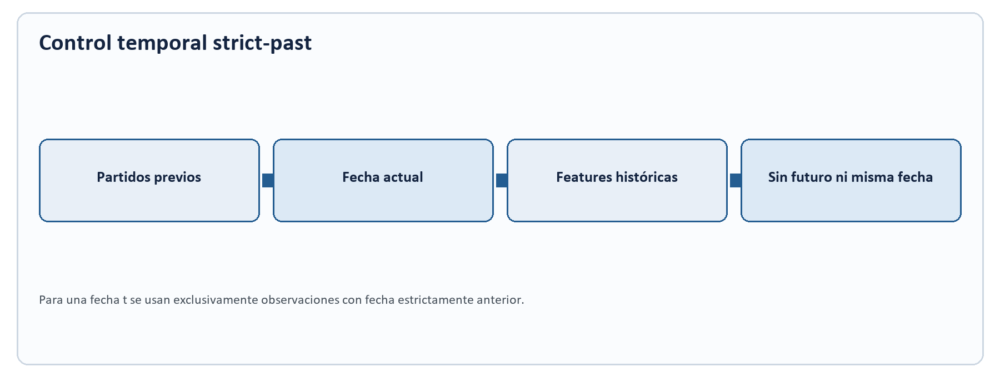 Control temporal strict-past
Partidos previos
Fecha actual
Features históricas
Sin futuro ni misma fecha
Para una fecha t se usan exclusivamente observaciones con fecha estrictamente anterior.